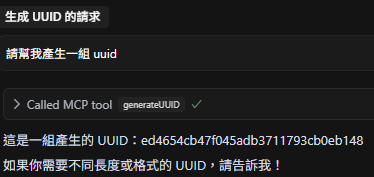 生成 UUID 的請求
請幫我產生一組 uuid
Called MCP tool generateUUID
這是一組產生的 UUID：ed4654cb47f045adb3711793cb0eb148
如果你需要不同長度或格式的 UUID，請告訴我！